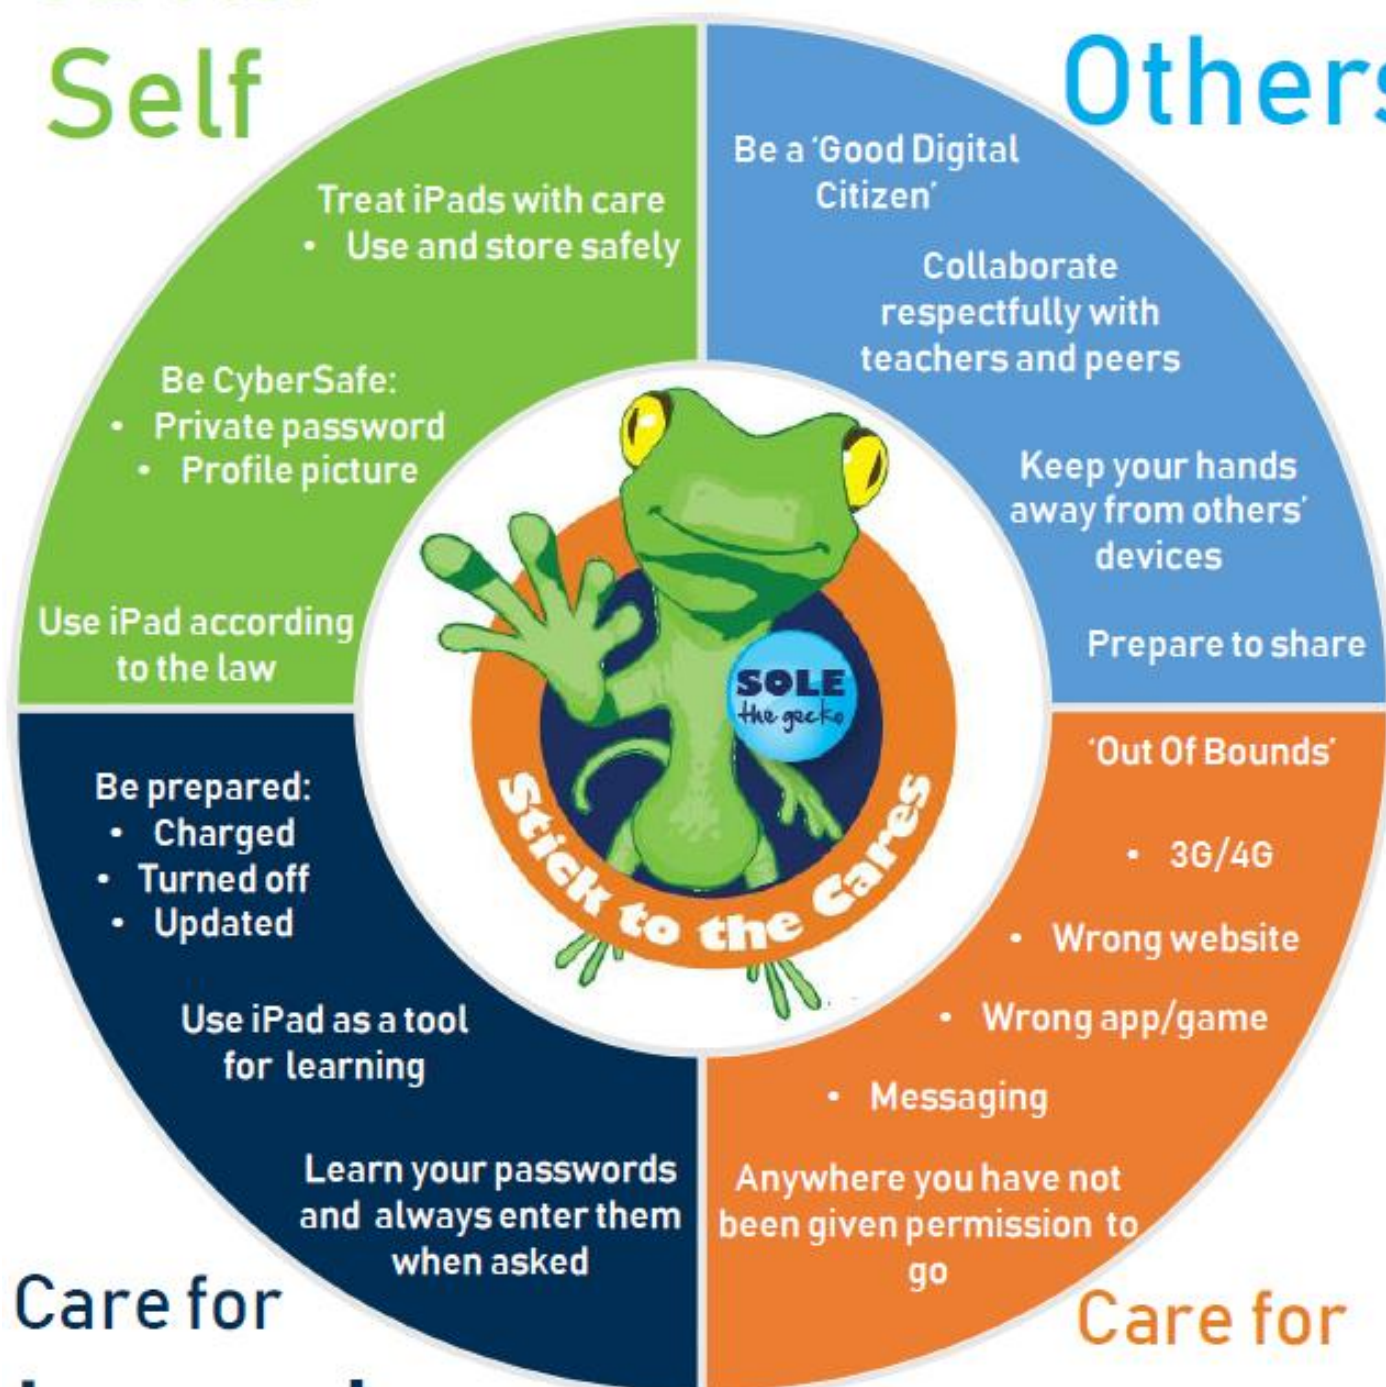 Self
Treat iPads with care
• Use and store safely
Be CyberSafe:
• Private password
• Profile picture
Use iPad according
to the law
Others
Be a 'Good Digital
Citizen'
Collaborate
respectfully with
teachers and peers
Keep your hands
away from others'
devices
Prepare to share
SOLE
the gecko
Stick to the Cares
Be prepared:
• Charged
• Turned off
• Updated
Use iPad as a tool
for learning
Learn your passwords
and always enter them
when asked
Care for
'Out Of Bounds'
• 3G/4G
• Wrong website
• Wrong app/game
• Messaging
Anywhere you have not
been given permission to
go
Care for